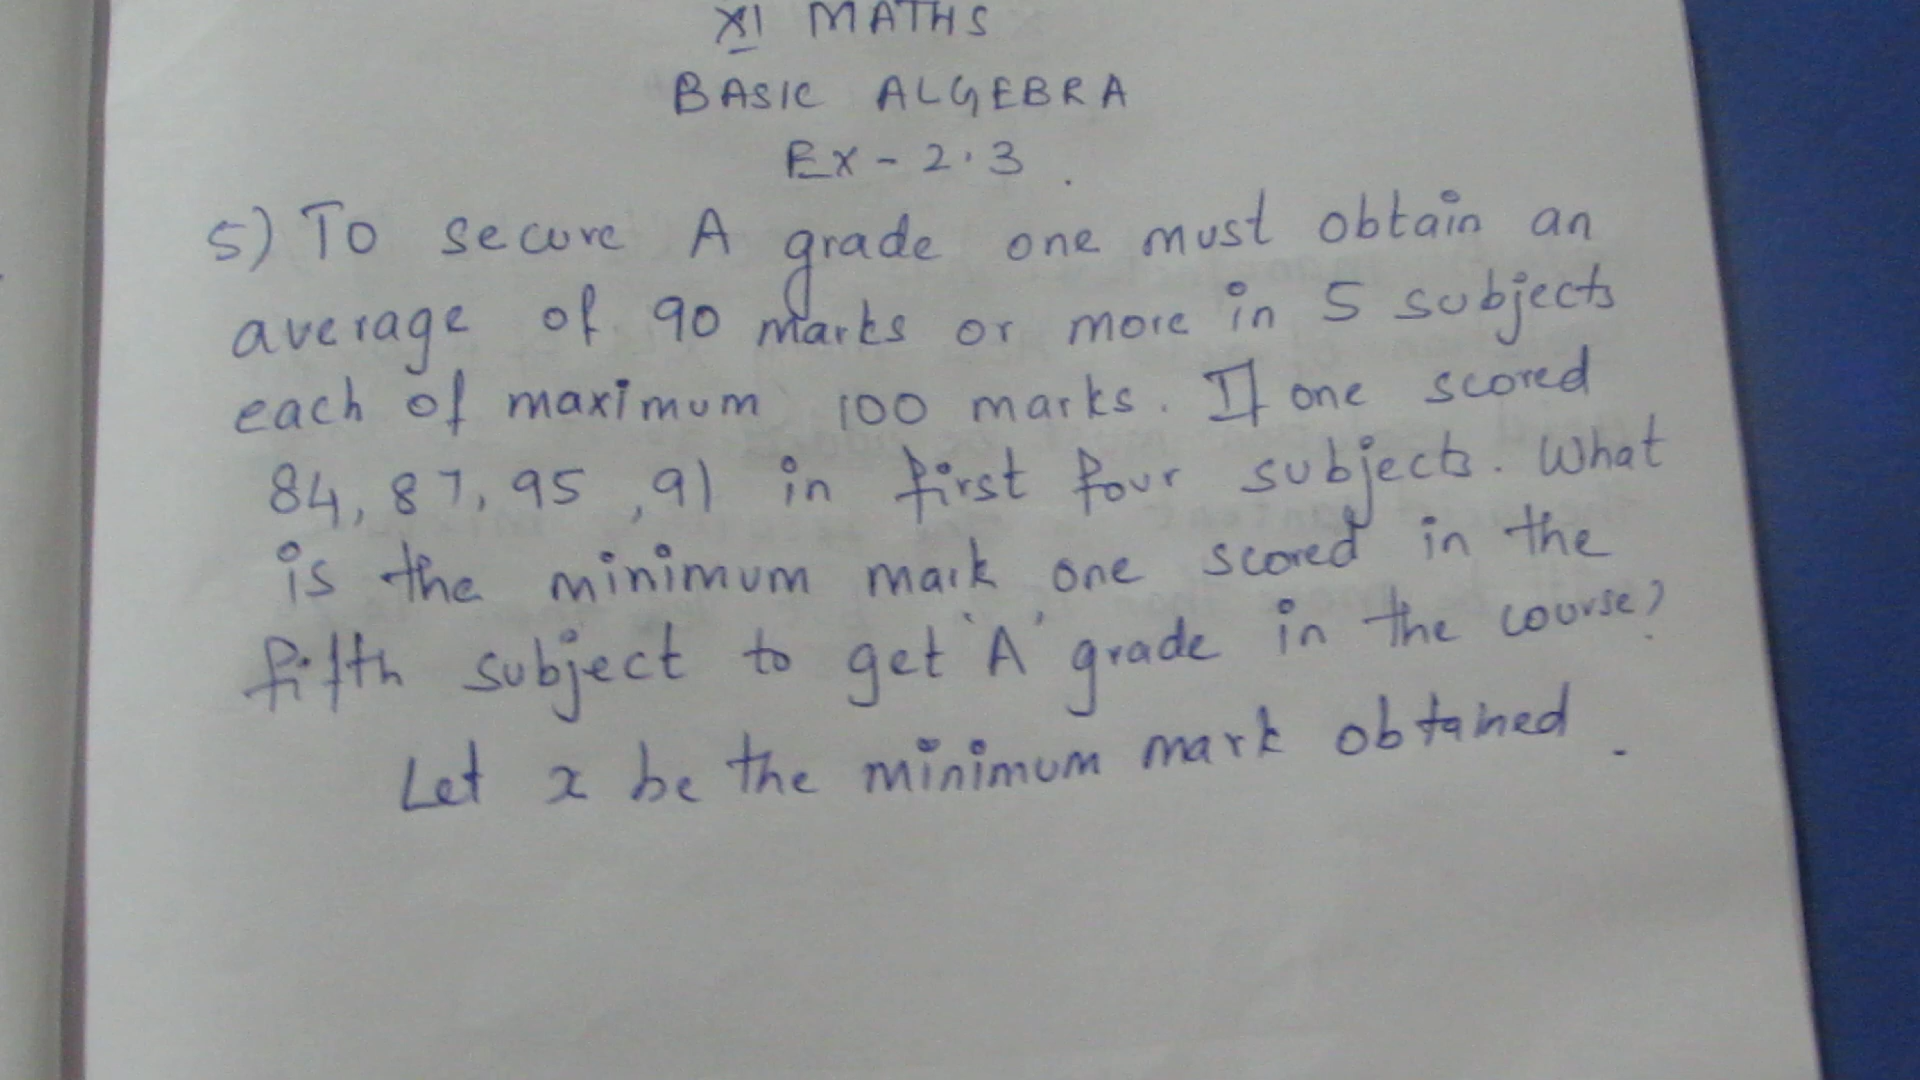 XI MATHS
BASIC ALGEBRA
EX - 2.3
5) To secure A grade one must obtain an
average of 90 marks or more in 5 subjects
each of maximum 100 marks. If one scored
84, 87, 95, 91 in first four subjects. What
is the minimum mark one scored in the
fifth subject to get 'A' grade in the course?
Let x be the minimum mark obtained.